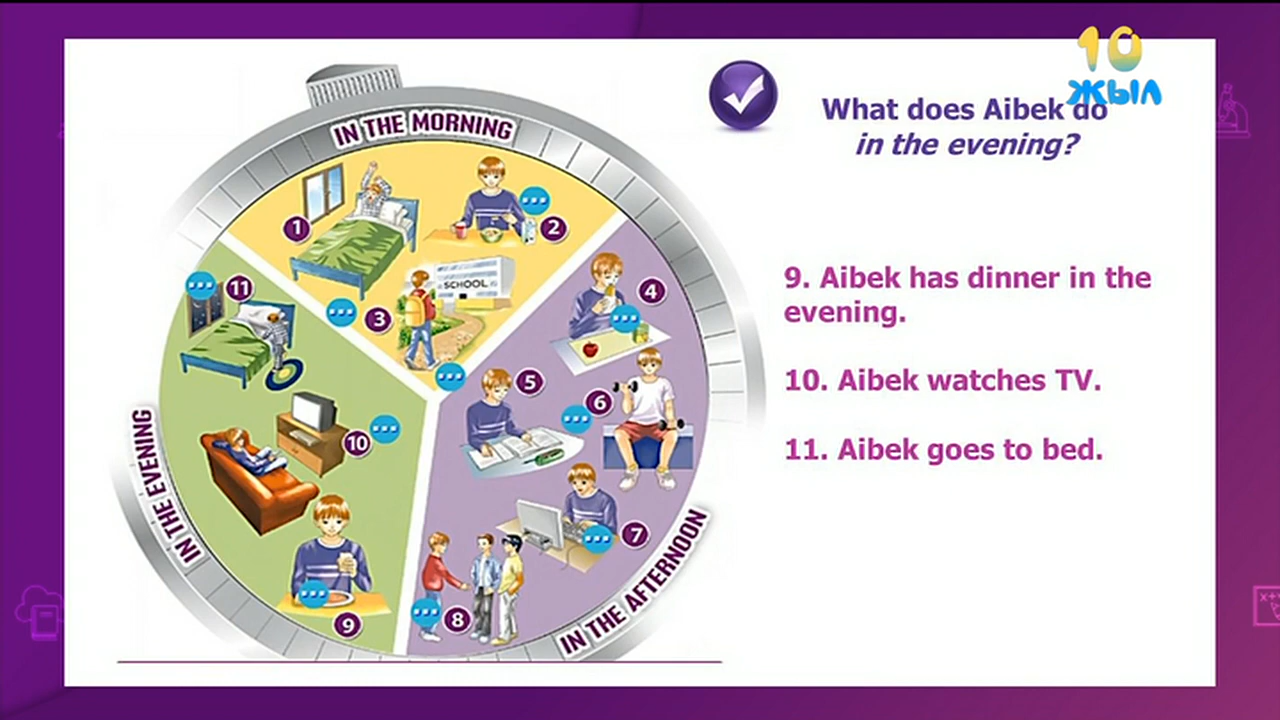 10
ЖЫЛ
What does Aibek do
in the evening?
IN THE MORNING
1
2
SCHOOL
3
4
5
6
7
8
IN THE AFTERNOON
9
10
11
IN THE EVENING
9. Aibek has dinner in the
evening.
10. Aibek watches TV.
11. Aibek goes to bed.